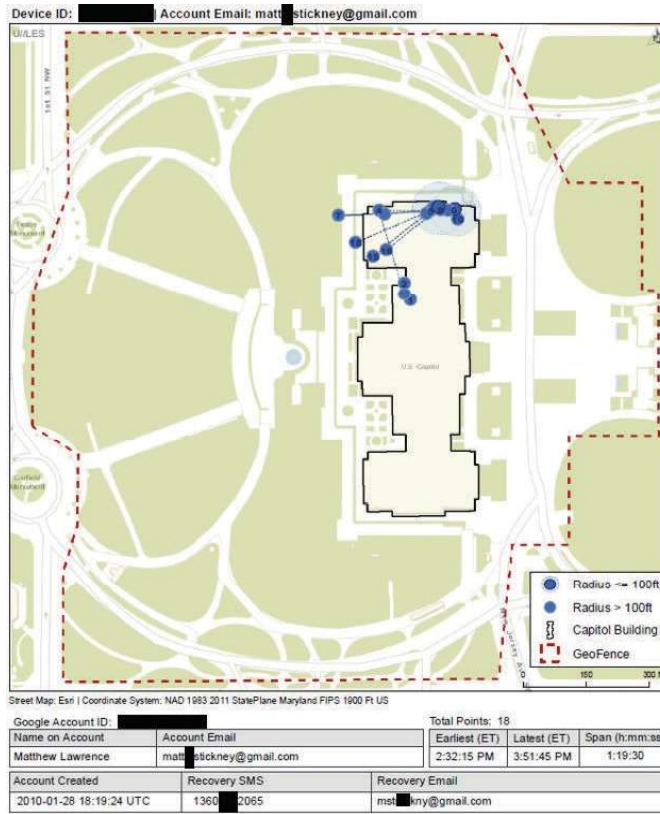 Device ID: | Account Email: matt stickney@gmail.com
U//LES
1st St NW
U.S. Capitol
Garfield
Monument
Radius <= 100ft
Radius > 100ft
Capitol Building
GeoFence
0 150 300
Street Map: Esri | Coordinate System: NAD 1983 2011 StatePlane Maryland FIPS 1900 Ft US
Google Account ID: Total Points: 18
Name on Account Account Email Earliest (ET) Latest (ET) Span (h:mm:ss
Matthew Lawrence matt stickney@gmail.com 2:32:15 PM 3:51:45 PM 1:19:30
Account Created Recovery SMS Recovery Email
2010-01-28 18:19:24 UTC 1360 2065 mst kny@gmail.com